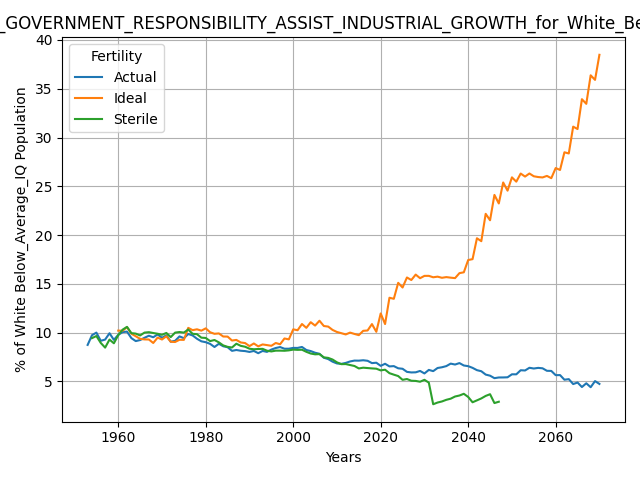 _GOVERNMENT_RESPONSIBILITY_ASSIST_INDUSTRIAL_GROWTH_for_White_Be
Fertility
Actual
Ideal
Sterile
% of White Below_Average_IQ Population
40
35
30
25
20
15
10
5
1960 1980 2000 2020 2040 2060
Years